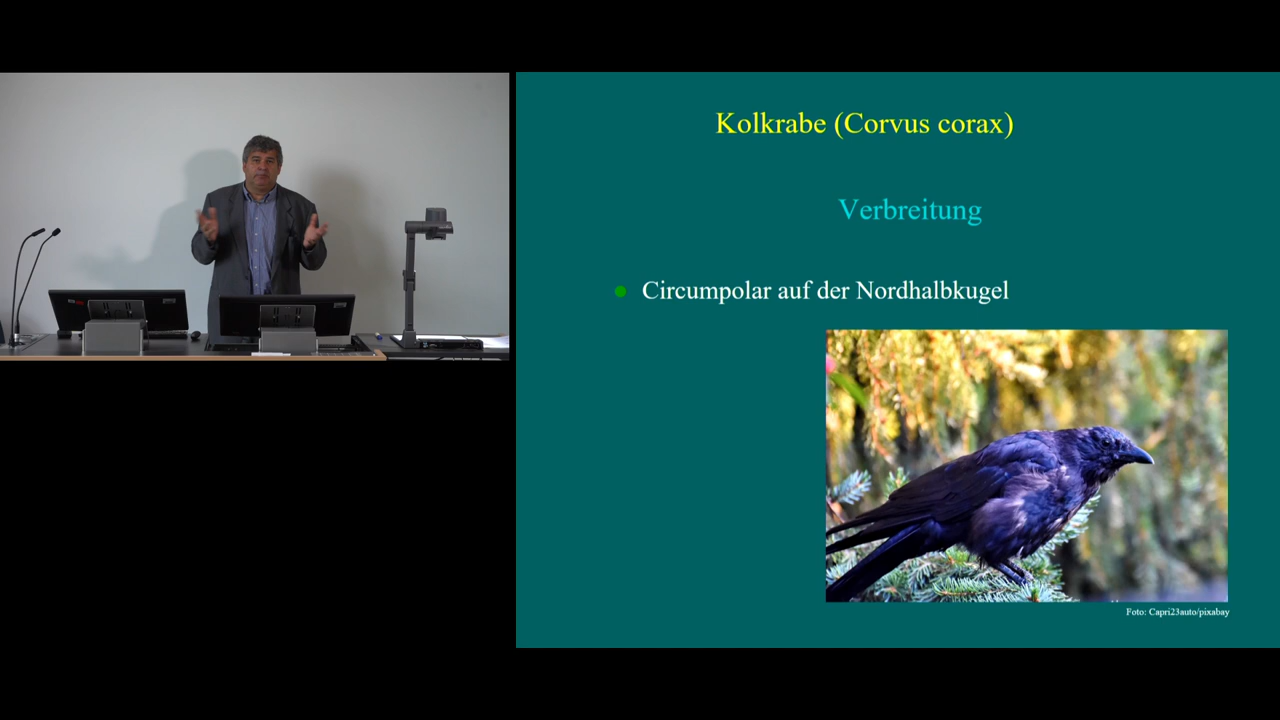 Kolkrabe (Corvus corax)
Verbreitung
Circumpolar auf der Nordhalbkugel
Foto: Capri23auto/pixabay